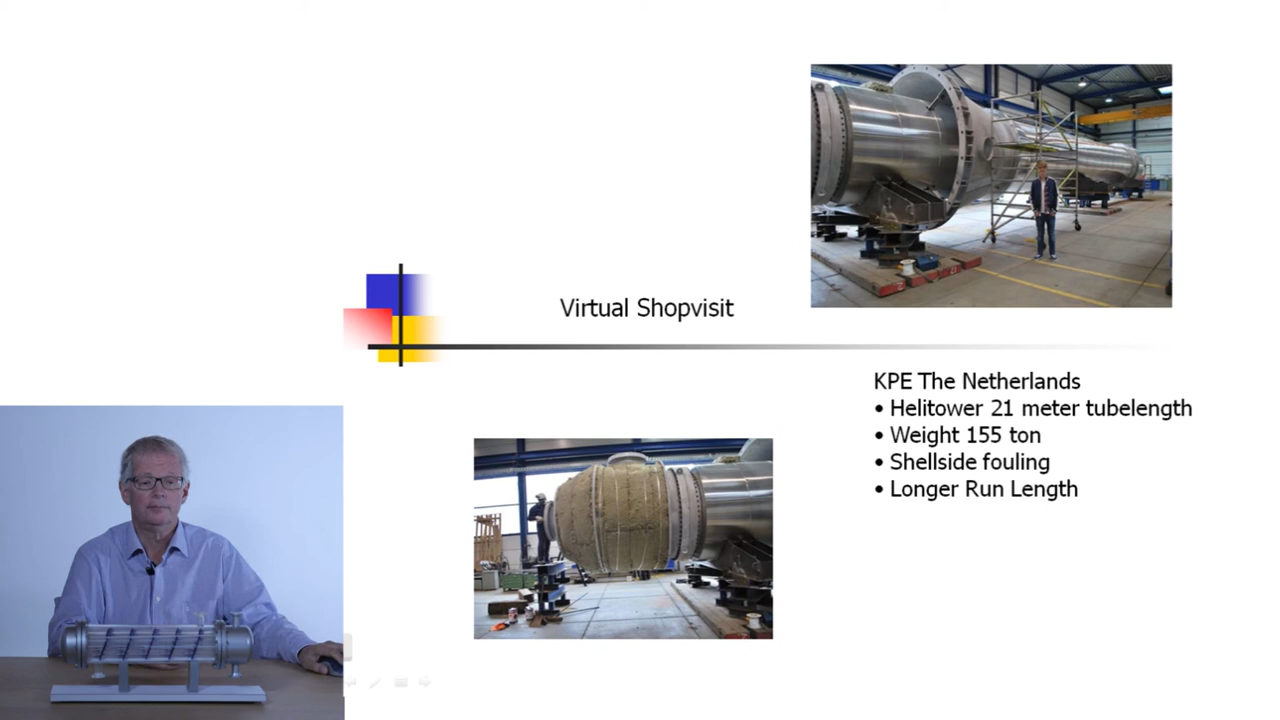 Virtual Shopvisit
KPE The Netherlands
• Helitower 21 meter tubelength
• Weight 155 ton
• Shellside fouling
• Longer Run Length